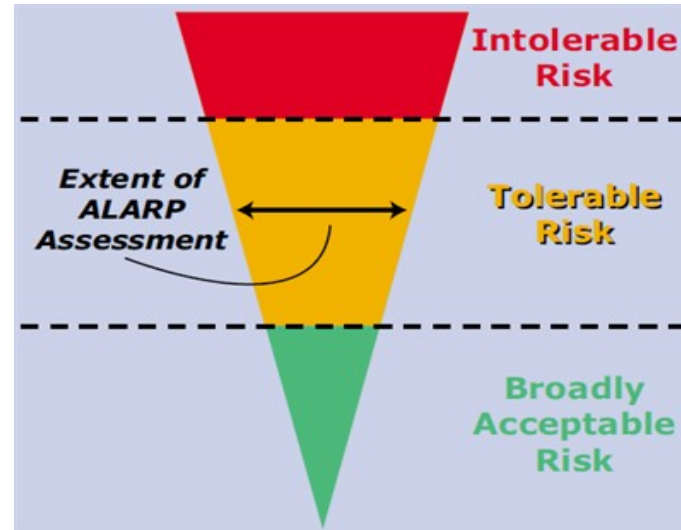 Intolerable
Risk
Extent of
ALARP
Assessment
Tolerable
Risk
Broadly
Acceptable
Risk